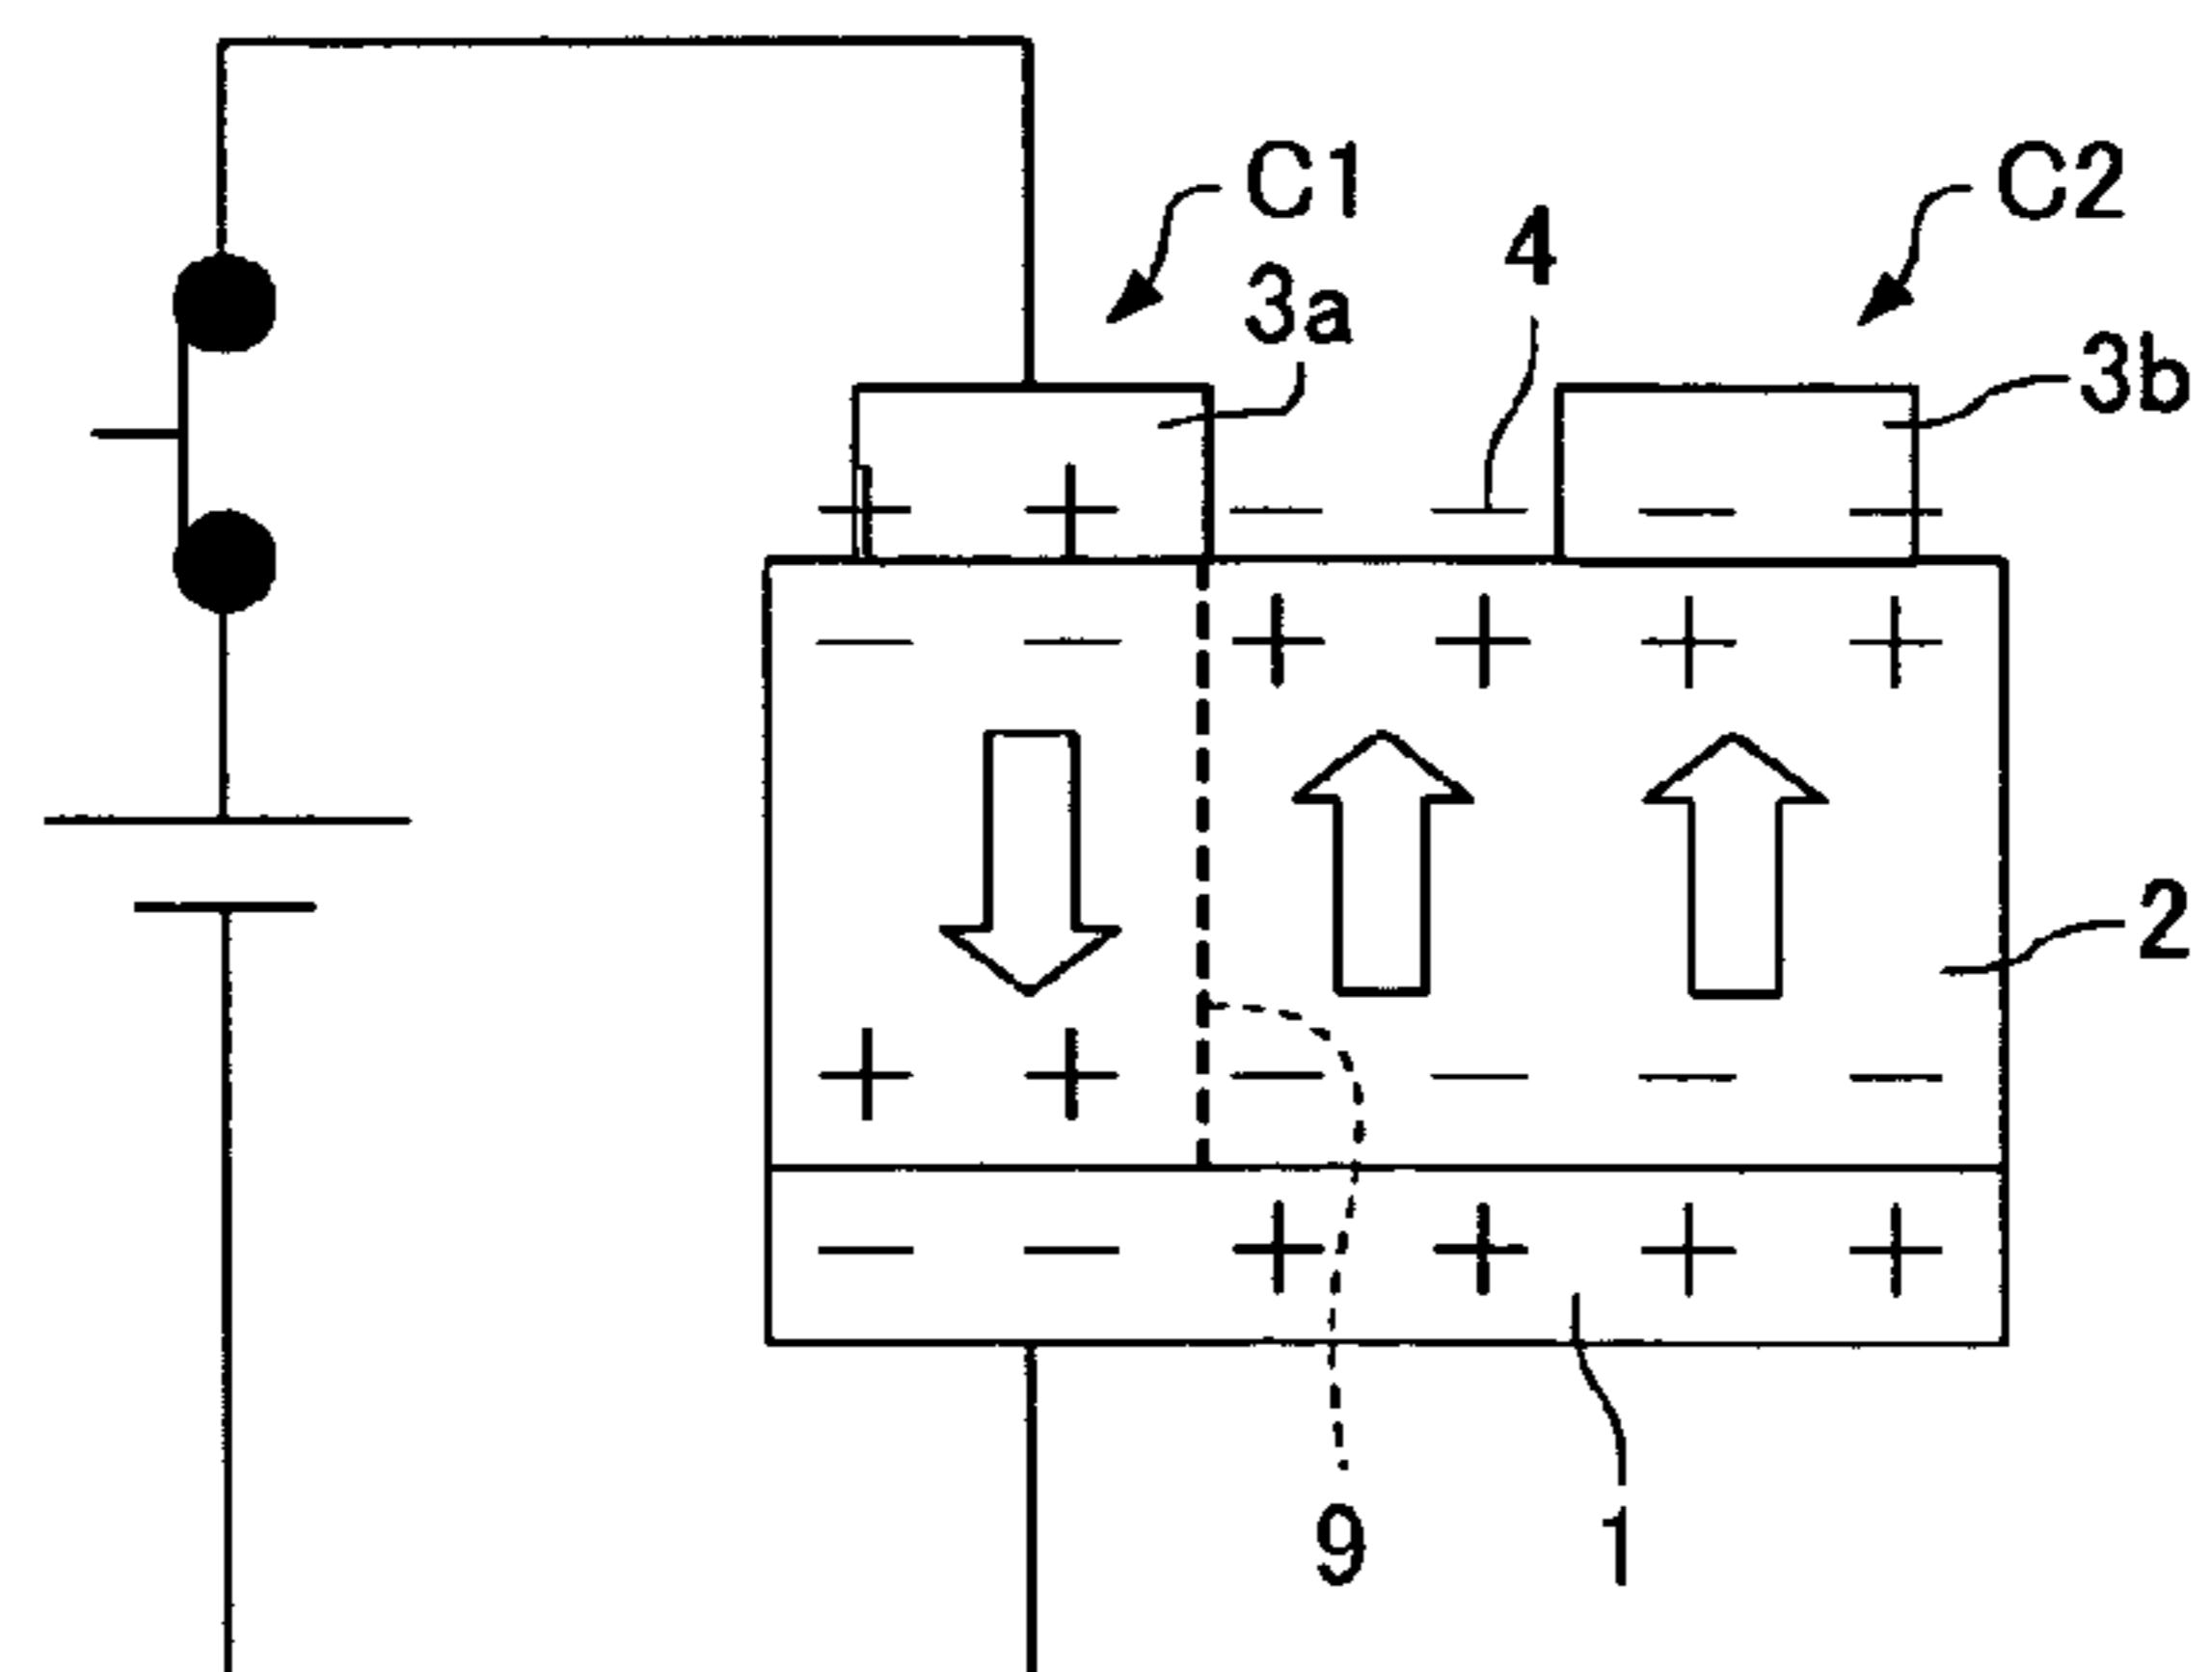 C1
C2
4
3a
3b
+ + − − − −
− − + + + +
2
+ + − − − −
− − + + + +
9
1